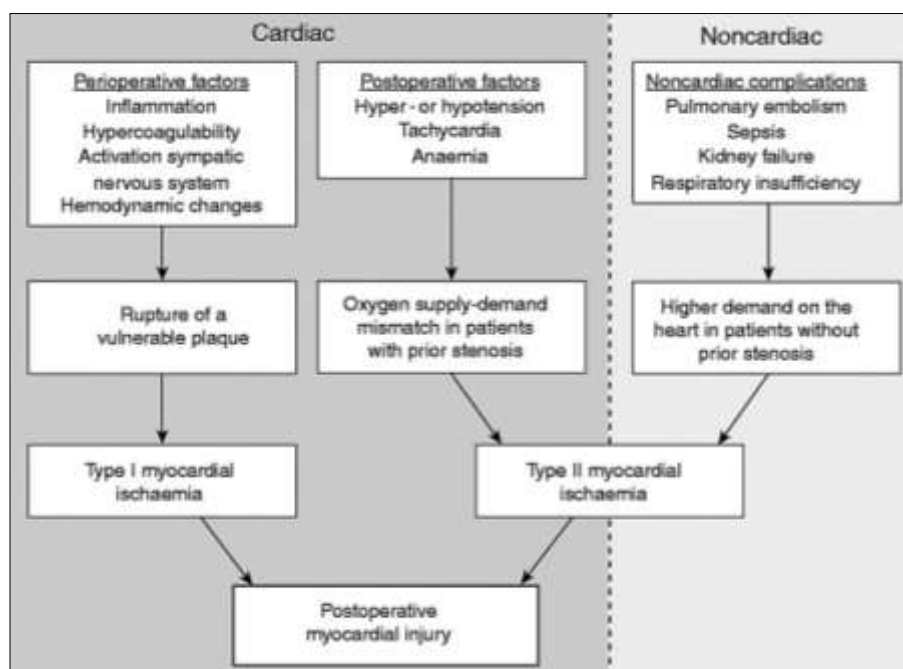 Cardiac
Noncardiac
Perioperative factors
Inflammation
Hypercoagulability
Activation sympatic
nervous system
Hemodynamic changes
Postoperative factors
Hyper - or hypotension
Tachycardia
Anaemia
Noncardiac complications
Pulmonary embolism
Sepsis
Kidney failure
Respiratory insufficiency
Rupture of a
vulnerable plaque
Oxygen supply-demand
mismatch in patients
with prior stenosis
Higher demand on the
heart in patients without
prior stenosis
Type I myocardial
ischaemia
Type II myocardial
ischaemia
Postoperative
myocardial injury